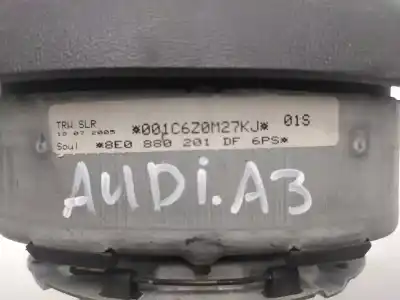 TRW SLR *001C6Z0M27KJ* 01S
10 07 2005
Soul *8E0 880 201 DF 6PS*
AUDI.A3